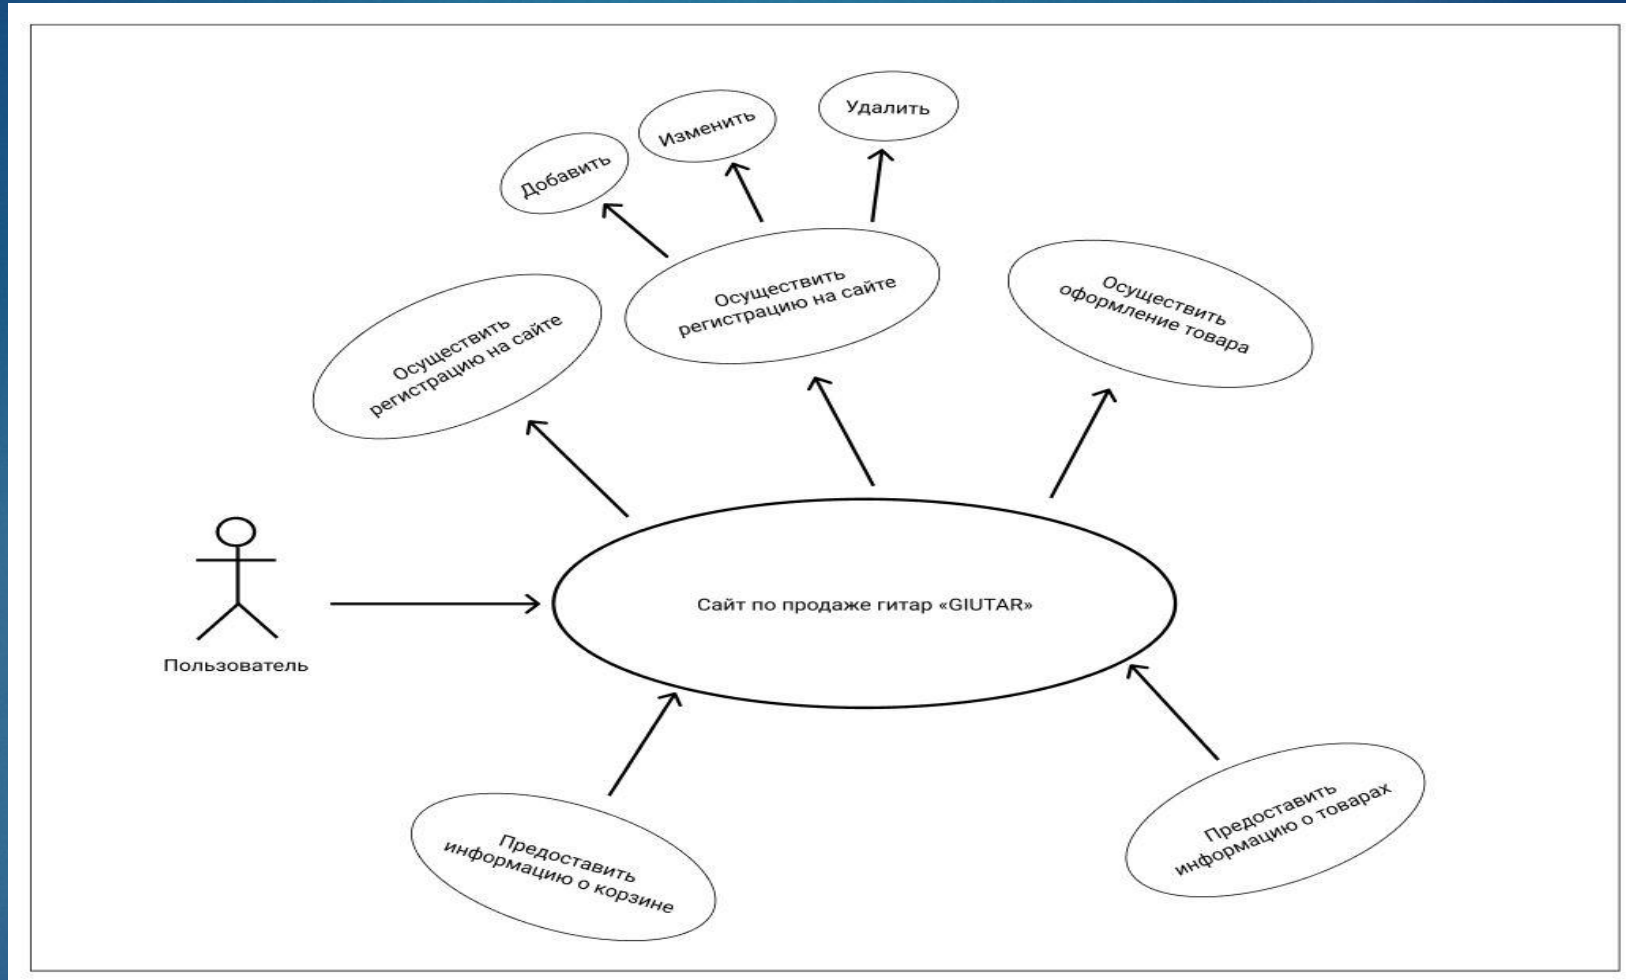 Удалить
Изменить
Добавить
Осуществить
регистрацию на сайте
Осуществить
регистрацию на сайте
Осуществить
оформление товара
Сайт по продаже гитар «GIUTAR»
Пользователь
Предоставить
информацию о корзине
Предоставить
информацию о товарах